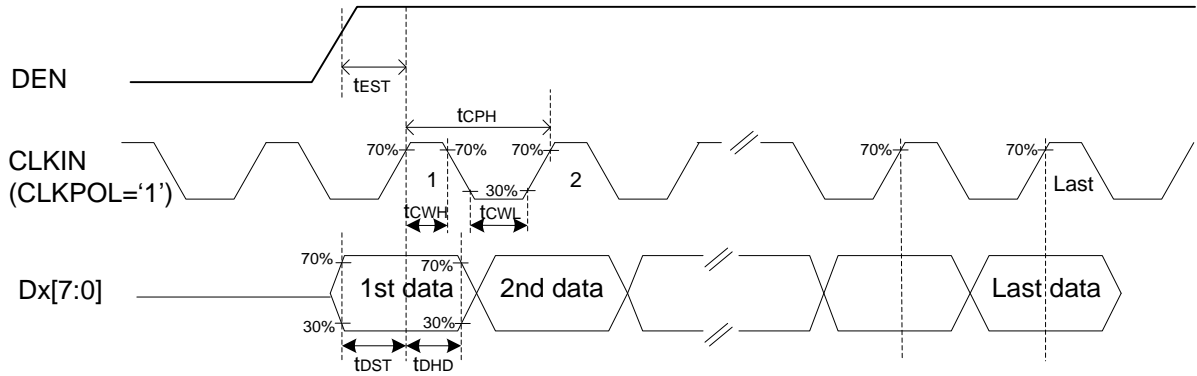 DEN
tEST
tCPH
CLKIN
(CLKPOL=‘1’)
70%
70%
70%
70%
70%
1
2
Last
30%
tCWH
tCWL
Dx[7:0]
70%
70%
1st data
2nd data
Last data
30%
30%
tDST
tDHD